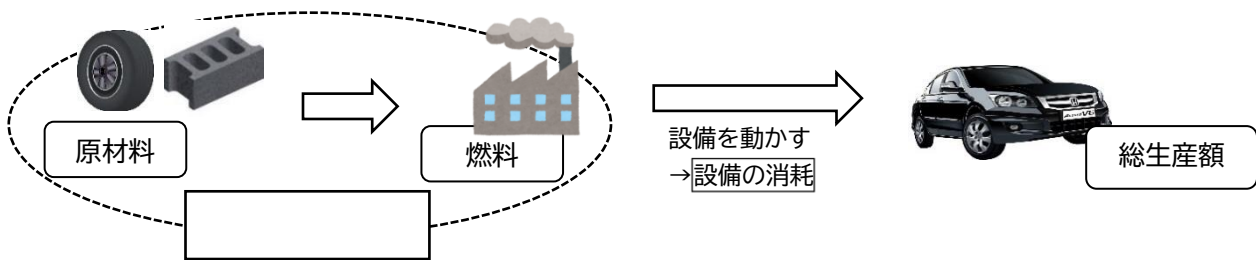 原材料
燃料
設備を動かす
→設備の消耗
総生産額